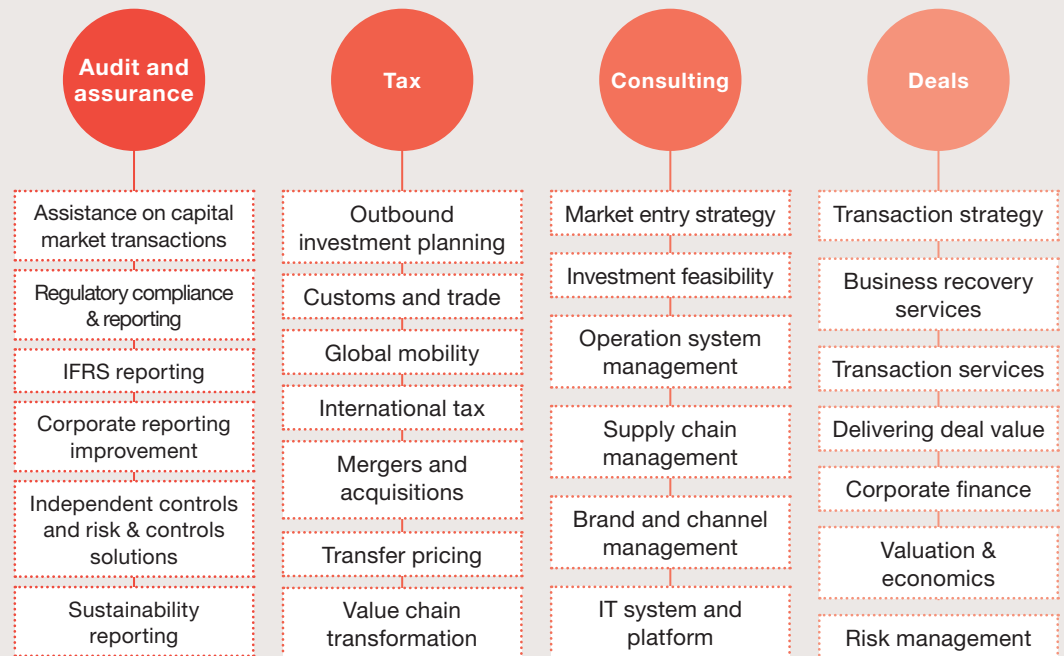 Audit and
assurance
Assistance on capital
market transactions
Regulatory compliance
& reporting
IFRS reporting
Corporate reporting
improvement
Independent controls
and risk & controls
solutions
Sustainability
reporting
Tax
Outbound
investment planning
Customs and trade
Global mobility
International tax
Mergers and
acquisitions
Transfer pricing
Value chain
transformation
Consulting
Market entry strategy
Investment feasibility
Operation system
management
Supply chain
management
Brand and channel
management
IT system and
platform
Deals
Transaction strategy
Business recovery
services
Transaction services
Delivering deal value
Corporate finance
Valuation &
economics
Risk management